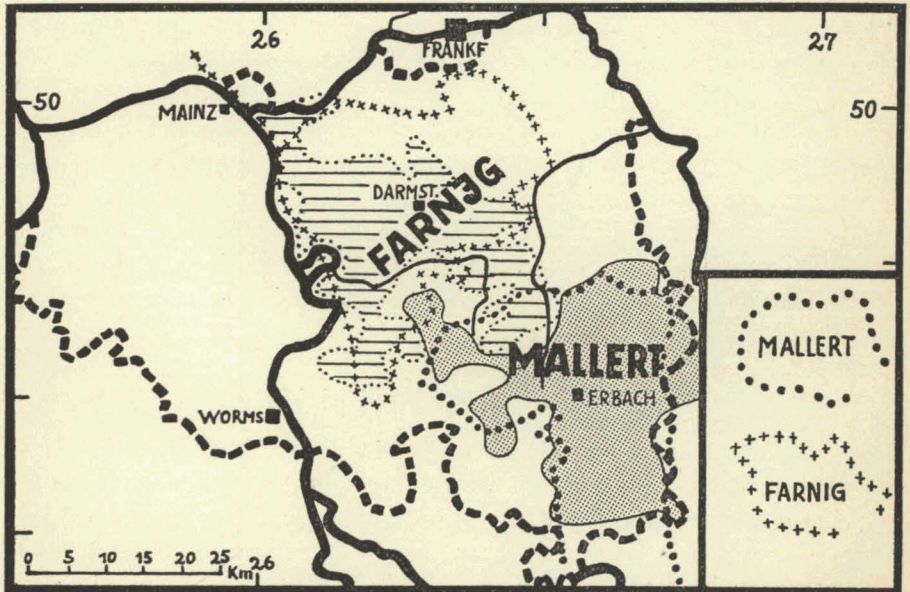 26
27
FRANKF
50
50
MAINZ
DARMST.
FARNIG
MALLERT
ERBACH
WORMS
MALLERT
FARNIG
0 5 10 15 20 25 Km
26